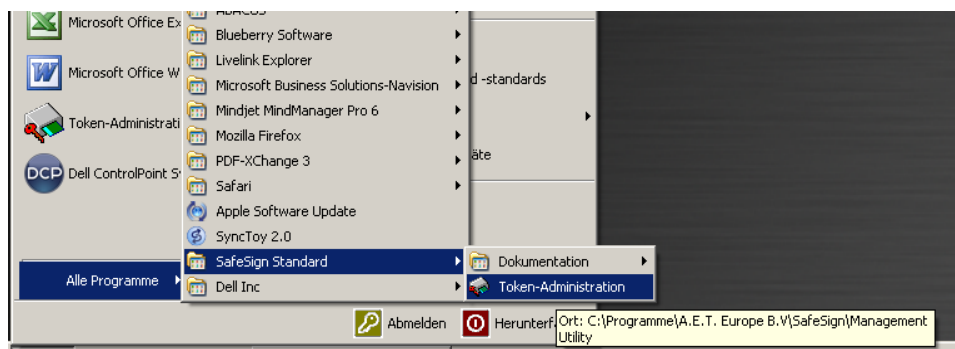 Microsoft Office Ex
Microsoft Office W
Token-Administrati
DCP
Dell ControlPoint S
Alle Programme
ABACUS
Blueberry Software
Livelink Explorer
Microsoft Business Solutions-Navision
Mindjet MindManager Pro 6
Mozilla Firefox
PDF-XChange 3
Safari
Apple Software Update
SyncToy 2.0
SafeSign Standard
Dell Inc
d -standards
äte
Dokumentation
Token-Administration
Abmelden
Herunterf
Ort: C:\Programme\A.E.T. Europe B.V\SafeSign\Management
Utility